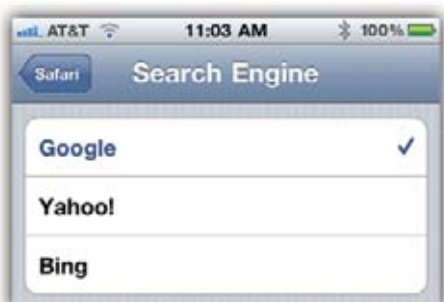 AT&T 11:03 AM 100%
Safari Search Engine
Google
Yahoo!
Bing